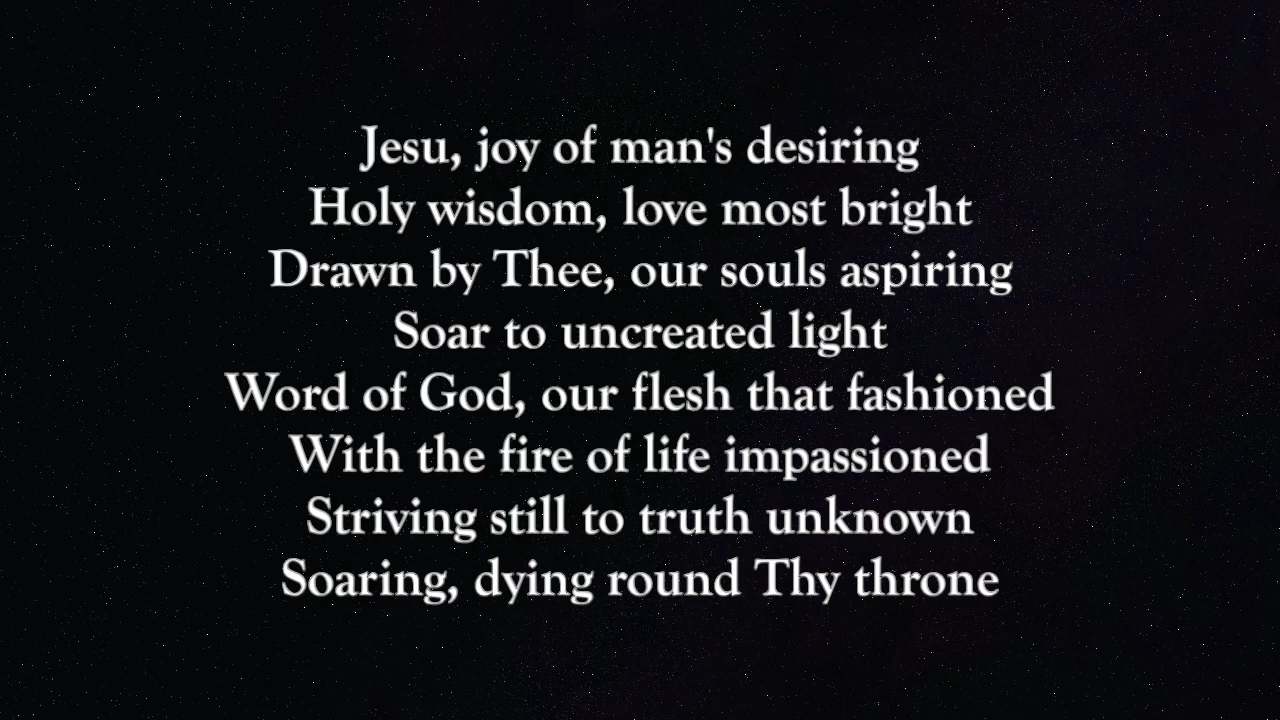 Jesu, joy of man's desiring
Holy wisdom, love most bright
Drawn by Thee, our souls aspiring
Soar to uncreated light
Word of God, our flesh that fashioned
With the fire of life impassioned
Striving still to truth unknown
Soaring, dying round Thy throne